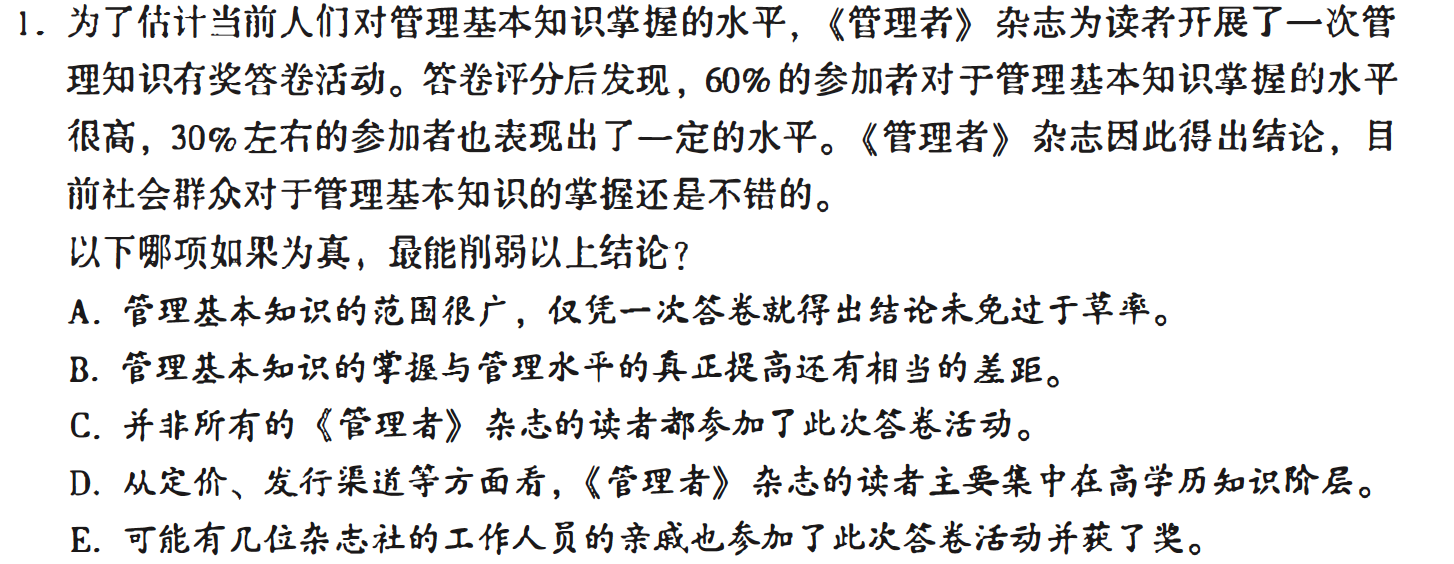 1. 为了估计当前人们对管理基本知识掌握的水平，《管理者》杂志为读者开展了一次管
理知识有奖答卷活动。答卷评分后发现，60%的参加者对于管理基本知识掌握的水平
很高，30%左右的参加者也表现出了一定的水平。《管理者》杂志因此得出结论，目
前社会群众对于管理基本知识的掌握还是不错的。
以下哪项如果为真，最能削弱以上结论？
A. 管理基本知识的范围很广，仅凭一次答卷就得出结论未免过于草率。
B. 管理基本知识的掌握与管理水平的真正提高还有相当的差距。
C. 并非所有的《管理者》杂志的读者都参加了此次答卷活动。
D. 从定价、发行渠道等方面看，《管理者》杂志的读者主要集中在高学历知识阶层。
E. 可能有几位杂志社的工作人员的亲戚也参加了此次答卷活动并获了奖。